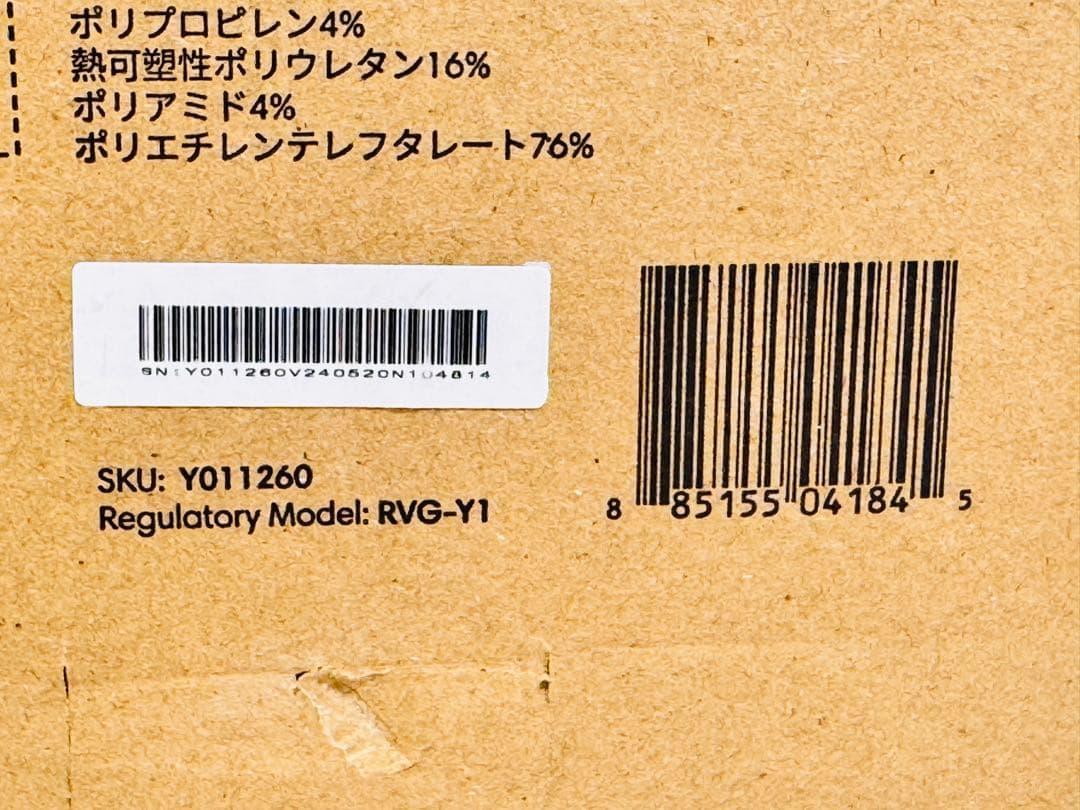 ポリプロピレン4%
熱可塑性ポリウレタン16%
ポリアミド4%
ポリエチレンテレフタレート76%
SN:Y011260V240520N104814
SKU: Y011260
Regulatory Model: RVG-Y1
8 85155 04184 5